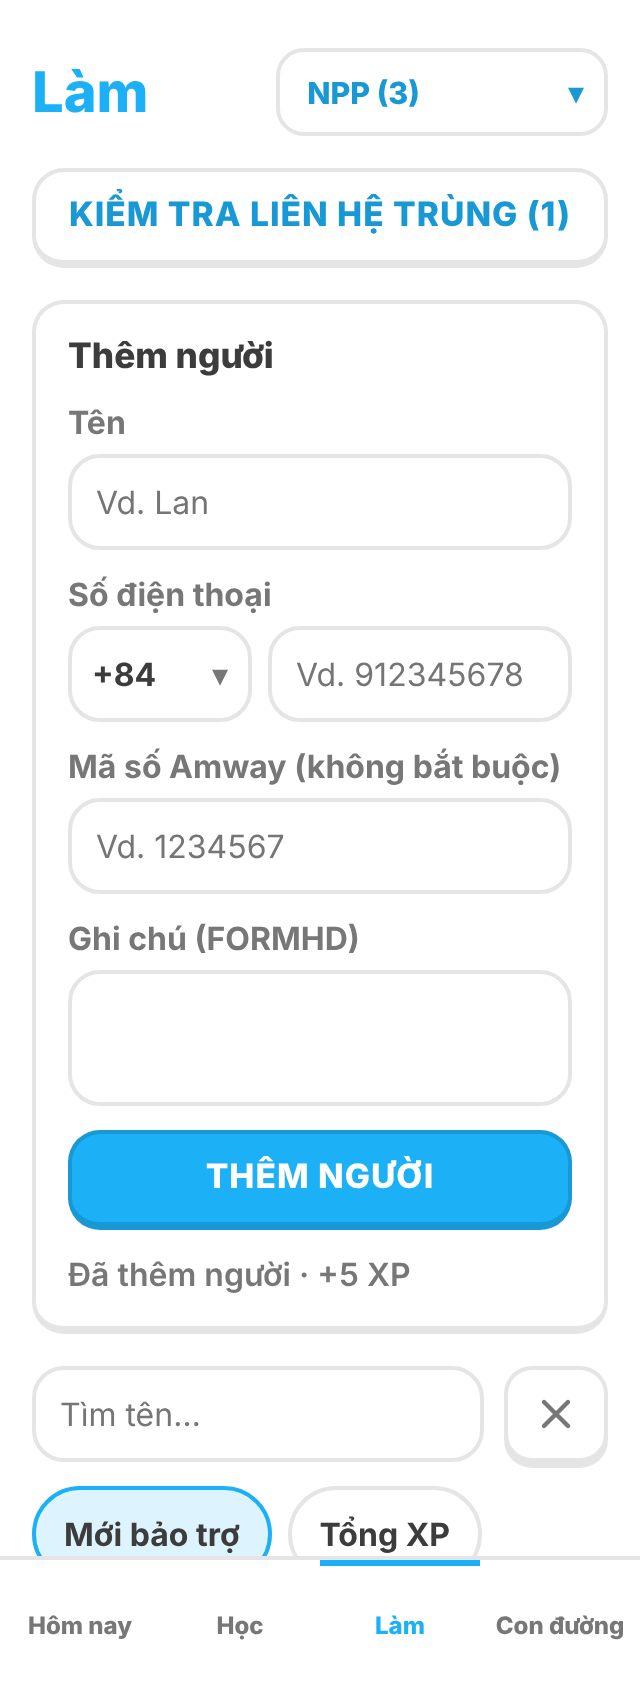 Làm
NPP (3)
KIỂM TRA LIÊN HỆ TRÙNG (1)
Thêm người
Tên
Vd. Lan
Số điện thoại
+84
Vd. 912345678
Mã số Amway (không bắt buộc)
Vd. 1234567
Ghi chú (FORMHD)
THÊM NGƯỜI
Đã thêm người · +5 XP
Tìm tên...
Mới bảo trợ
Tổng XP
Hôm nay
Học
Làm
Con đường